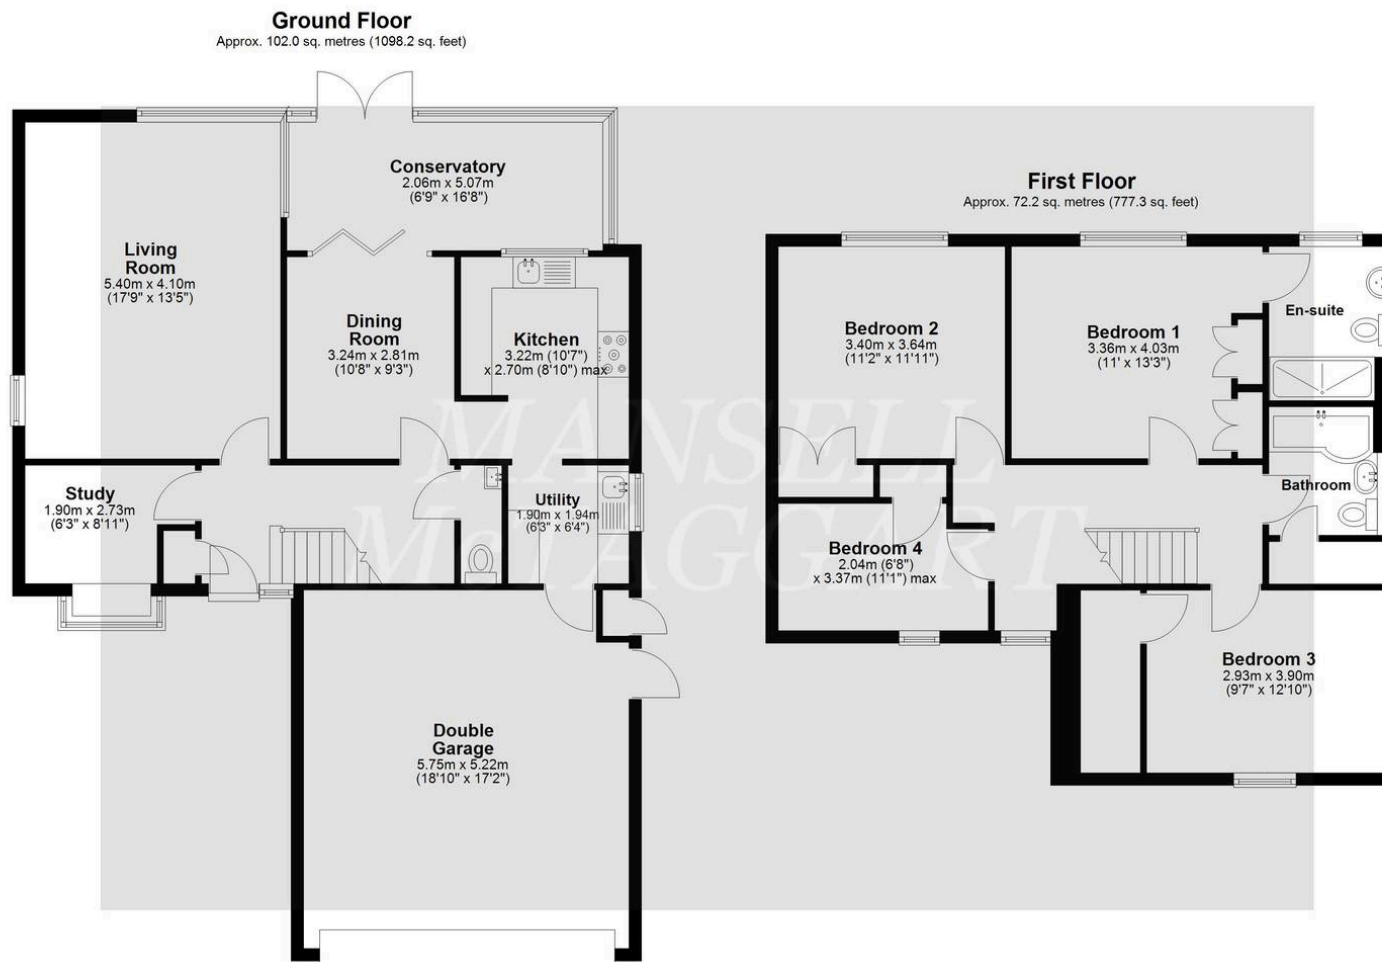 Ground Floor
Approx. 102.0 sq. metres (1098.2 sq. feet)
Conservatory
2.06m x 5.07m
(6'9" x 16'8")
Living
Room
5.40m x 4.10m
(17'9" x 13'5")
Dining
Room
3.24m x 2.81m
(10'8" x 9'3")
Kitchen
3.22m (10'7")
x 2.70m (8'10") max
Study
1.90m x 2.73m
(6'3" x 8'11")
Utility
1.90m x 1.94m
(6'3" x 6'4")
Double
Garage
5.75m x 5.22m
(18'10" x 17'2")
First Floor
Approx. 72.2 sq. metres (777.3 sq. feet)
Bedroom 2
3.40m x 3.64m
(11'2" x 11'11")
Bedroom 1
3.36m x 4.03m
(11' x 13'3")
En-suite
Bathroom
Bedroom 4
2.04m (6'8")
x 3.37m (11'1") max
Bedroom 3
2.93m x 3.90m
(9'7" x 12'10")
MANSELL
McTAGGART